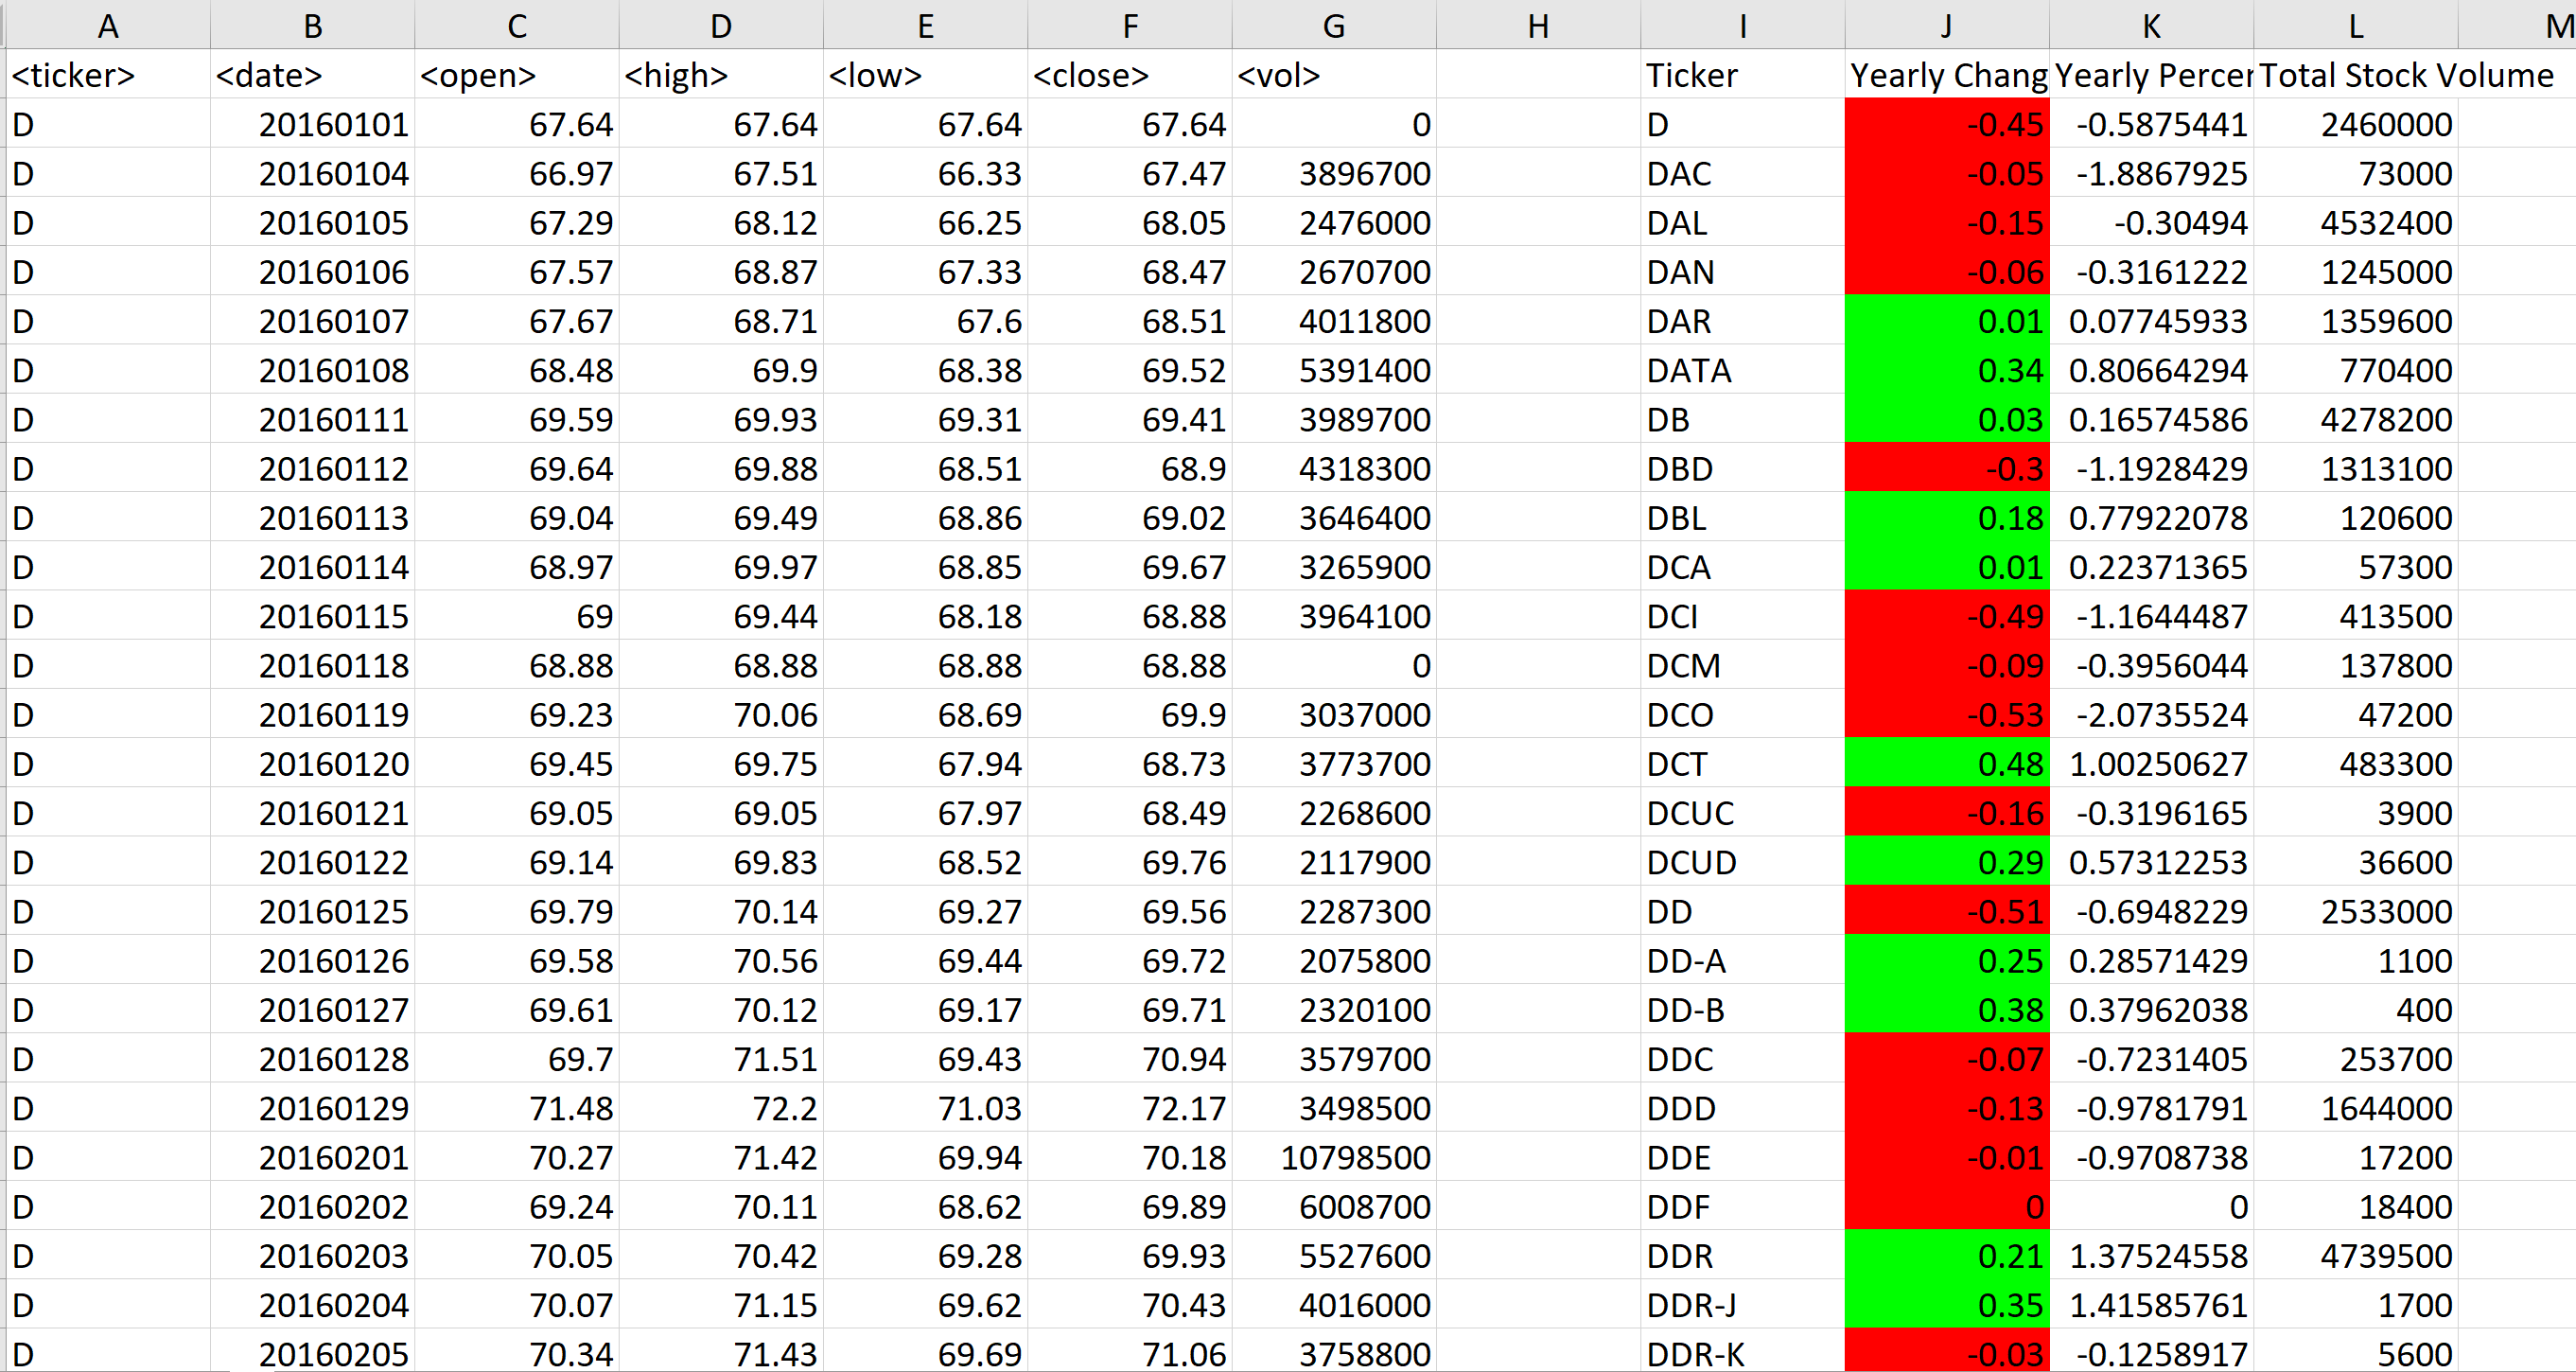 A B C D E F G H I J K L M
<ticker> <date> <open> <high> <low> <close> <vol> Ticker Yearly Chang Yearly Percer Total Stock Volume
D 20160101 67.64 67.64 67.64 67.64 0 D -0.45 -0.5875441 2460000
D 20160104 66.97 67.51 66.33 67.47 3896700 DAC -0.05 -1.8867925 73000
D 20160105 67.29 68.12 66.25 68.05 2476000 DAL -0.15 -0.30494 4532400
D 20160106 67.57 68.87 67.33 68.47 2670700 DAN -0.06 -0.3161222 1245000
D 20160107 67.67 68.71 67.6 68.51 4011800 DAR 0.01 0.07745933 1359600
D 20160108 68.48 69.9 68.38 69.52 5391400 DATA 0.34 0.80664294 770400
D 20160111 69.59 69.93 69.31 69.41 3989700 DB 0.03 0.16574586 4278200
D 20160112 69.64 69.88 68.51 68.9 4318300 DBD -0.3 -1.1928429 1313100
D 20160113 69.04 69.49 68.86 69.02 3646400 DBL 0.18 0.77922078 120600
D 20160114 68.97 69.97 68.85 69.67 3265900 DCA 0.01 0.22371365 57300
D 20160115 69 69.44 68.18 68.88 3964100 DCI -0.49 -1.1644487 413500
D 20160118 68.88 68.88 68.88 68.88 0 DCM -0.09 -0.3956044 137800
D 20160119 69.23 70.06 68.69 69.9 3037000 DCO -0.53 -2.0735524 47200
D 20160120 69.45 69.75 67.94 68.73 3773700 DCT 0.48 1.00250627 483300
D 20160121 69.05 69.05 67.97 68.49 2268600 DCUC -0.16 -0.3196165 3900
D 20160122 69.14 69.83 68.52 69.76 2117900 DCUD 0.29 0.57312253 36600
D 20160125 69.79 70.14 69.27 69.56 2287300 DD -0.51 -0.6948229 2533000
D 20160126 69.58 70.56 69.44 69.72 2075800 DD-A 0.25 0.28571429 1100
D 20160127 69.61 70.12 69.17 69.71 2320100 DD-B 0.38 0.37962038 400
D 20160128 69.7 71.51 69.43 70.94 3579700 DDC -0.07 -0.7231405 253700
D 20160129 71.48 72.2 71.03 72.17 3498500 DDD -0.13 -0.9781791 1644000
D 20160201 70.27 71.42 69.94 70.18 10798500 DDE -0.01 -0.9708738 17200
D 20160202 69.24 70.11 68.62 69.89 6008700 DDF 0 0 18400
D 20160203 70.05 70.42 69.28 69.93 5527600 DDR 0.21 1.37524558 4739500
D 20160204 70.07 71.15 69.62 70.43 4016000 DDR-J 0.35 1.41585761 1700
D 20160205 70.34 71.43 69.69 71.06 3758800 DDR-K -0.03 -0.1258917 5600